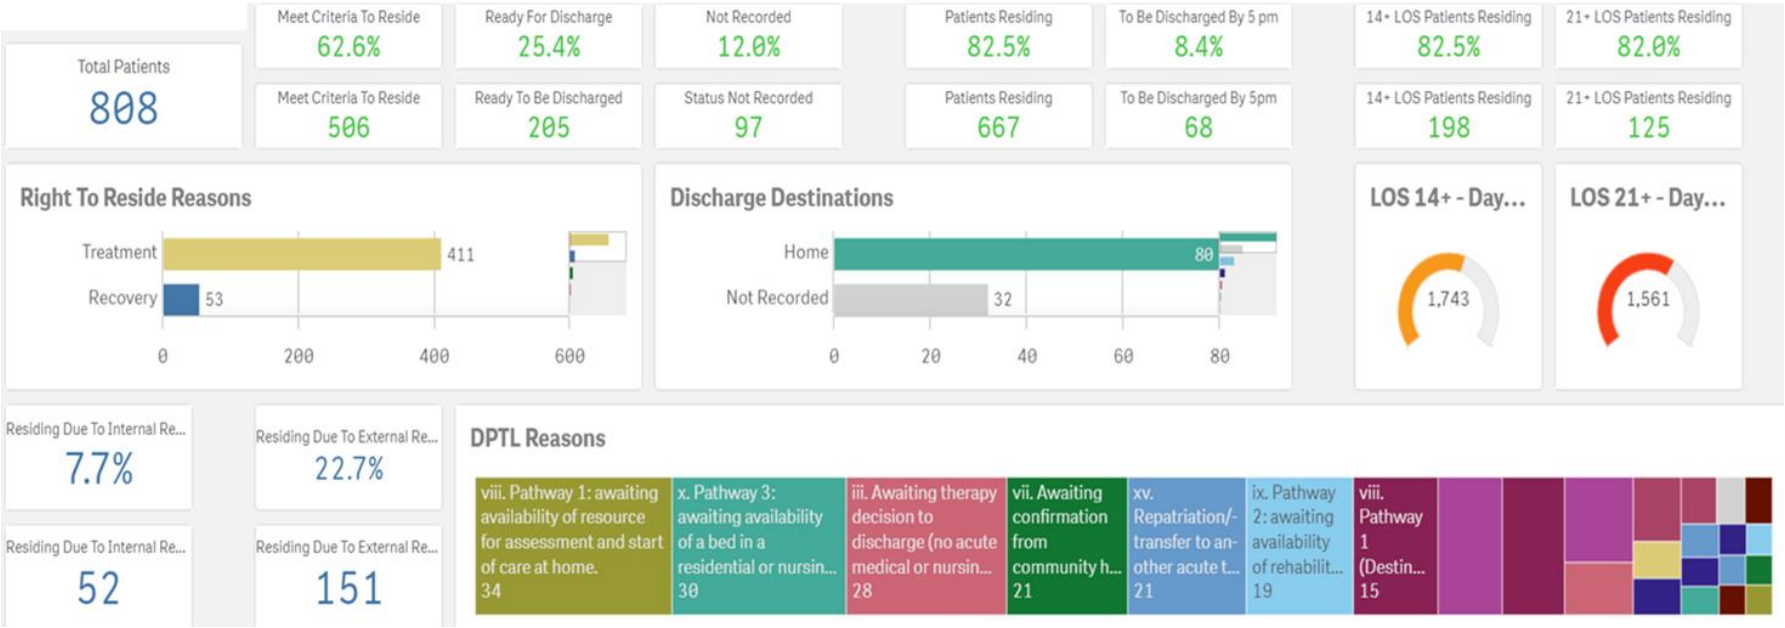 Meet Criteria To Reside
62.6%
Ready For Discharge
25.4%
Not Recorded
12.0%
Patients Residing
82.5%
To Be Discharged By 5 pm
8.4%
14+ LOS Patients Residing
82.5%
21+ LOS Patients Residing
82.0%
Total Patients
808
Meet Criteria To Reside
506
Ready To Be Discharged
205
Status Not Recorded
97
Patients Residing
667
To Be Discharged By 5pm
68
14+ LOS Patients Residing
198
21+ LOS Patients Residing
125
Right To Reside Reasons
Treatment
411
Recovery
53
0 200 400 600
Discharge Destinations
Home
80
Not Recorded
32
0 20 40 60 80
LOS 14+ - Day...
1,743
LOS 21+ - Day...
1,561
Residing Due To Internal Re...
7.7%
Residing Due To External Re...
22.7%
Residing Due To Internal Re...
52
Residing Due To External Re...
151
DPTL Reasons
viii. Pathway 1: awaiting
availability of resource
for assessment and start
of care at home.
34
x. Pathway 3:
awaiting availability
of a bed in a
residential or nursin...
30
iii. Awaiting therapy
decision to
discharge (no acute
medical or nursin...
28
vii. Awaiting
confirmation
from
community h...
21
xv.
Repatriation/-
transfer to an-
other acute t...
21
ix. Pathway
2: awaiting
availability
of rehabilit...
19
viii.
Pathway
1
(Destin...
15